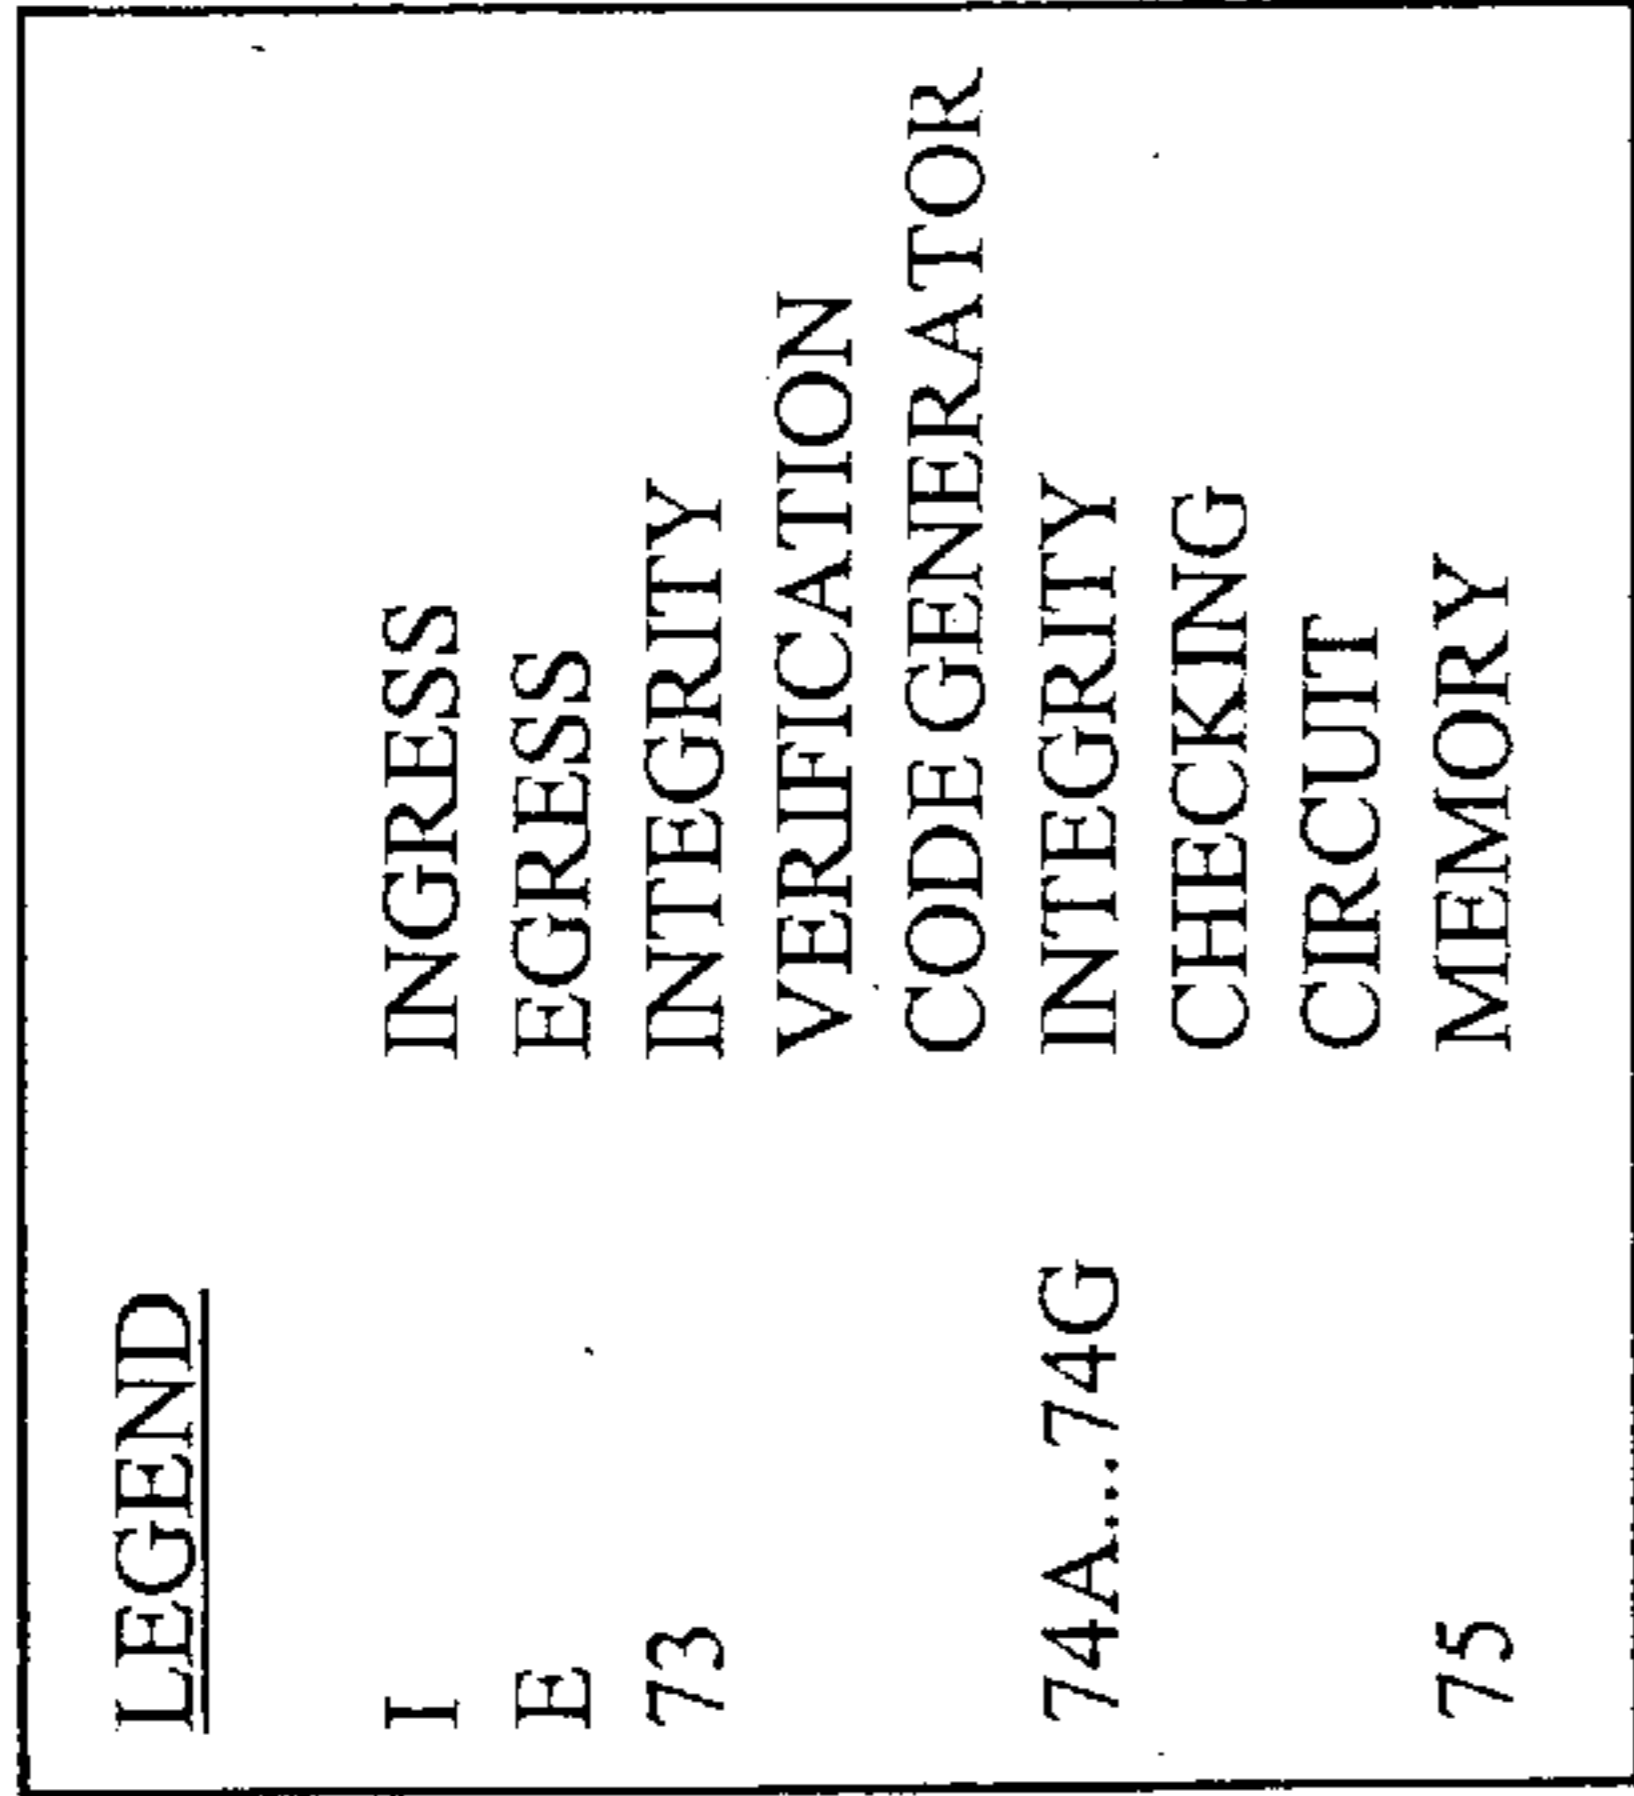 LEGEND
I INGRESS
E EGRESS
73 INTEGRITY
VERIFICATION
CODE GENERATOR
74A...74G INTEGRITY
CHECKING
CIRCUIT
75 MEMORY